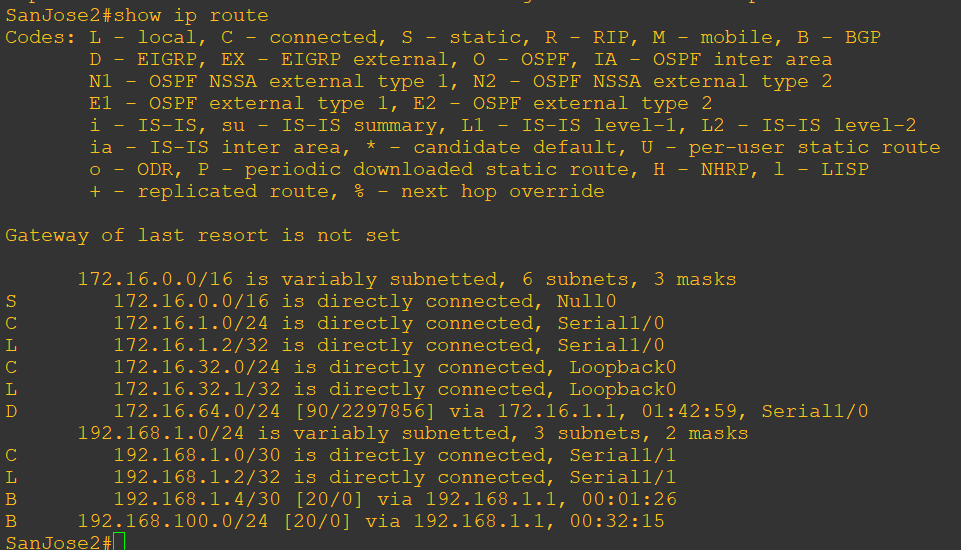 SanJose2#show ip route
Codes: L - local, C - connected, S - static, R - RIP, M - mobile, B - BGP
       D - EIGRP, EX - EIGRP external, O - OSPF, IA - OSPF inter area
       N1 - OSPF NSSA external type 1, N2 - OSPF NSSA external type 2
       E1 - OSPF external type 1, E2 - OSPF external type 2
       i - IS-IS, su - IS-IS summary, L1 - IS-IS level-1, L2 - IS-IS level-2
       ia - IS-IS inter area, * - candidate default, U - per-user static route
       o - ODR, P - periodic downloaded static route, H - NHRP, l - LISP
       + - replicated route, % - next hop override

Gateway of last resort is not set

      172.16.0.0/16 is variably subnetted, 6 subnets, 3 masks
S        172.16.0.0/16 is directly connected, Null0
C        172.16.1.0/24 is directly connected, Serial1/0
L        172.16.1.2/32 is directly connected, Serial1/0
C        172.16.32.0/24 is directly connected, Loopback0
L        172.16.32.1/32 is directly connected, Loopback0
D        172.16.64.0/24 [90/2297856] via 172.16.1.1, 01:42:59, Serial1/0
      192.168.1.0/24 is variably subnetted, 3 subnets, 2 masks
C        192.168.1.0/30 is directly connected, Serial1/1
L        192.168.1.2/32 is directly connected, Serial1/1
B        192.168.1.4/30 [20/0] via 192.168.1.1, 00:01:26
B     192.168.100.0/24 [20/0] via 192.168.1.1, 00:32:15
SanJose2#